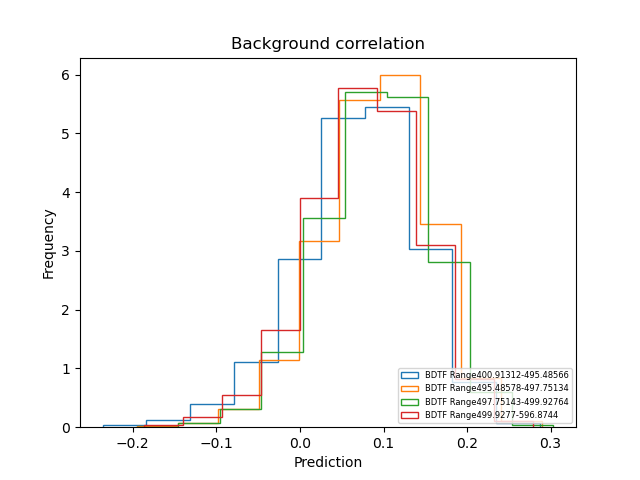 Background correlation
6
5
4
3
2
1
0
Frequency
−0.2 −0.1 0.0 0.1 0.2 0.3
Prediction
BDTF Range400.91312-495.48566
BDTF Range495.48578-497.75134
BDTF Range497.75143-499.92764
BDTF Range499.9277-596.8744